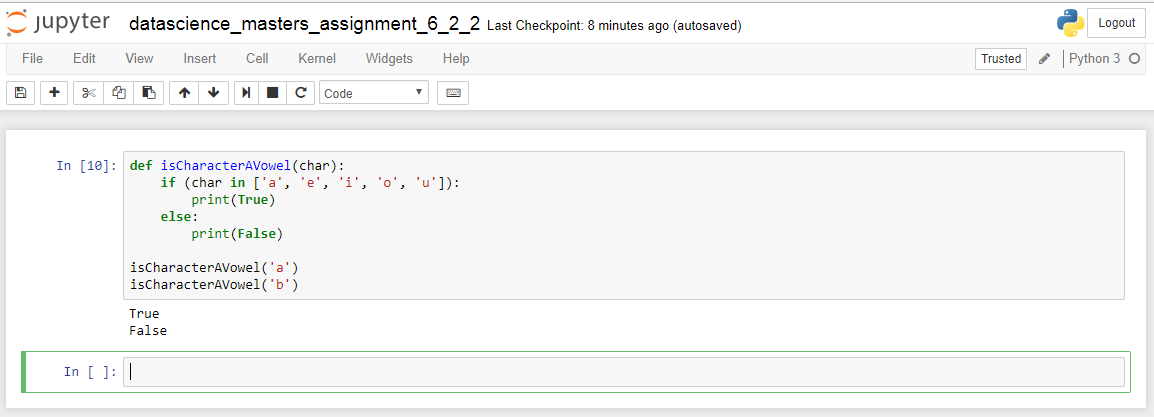 jupyter datascience_masters_assignment_6_2_2 Last Checkpoint: 8 minutes ago (autosaved) Logout
File Edit View Insert Cell Kernel Widgets Help Trusted Python 3
Code
In [10]: def isCharacterAVowel(char):
    if (char in ['a', 'e', 'i', 'o', 'u']):
        print(True)
    else:
        print(False)
isCharacterAVowel('a')
isCharacterAVowel('b')
True
False
In [ ]: